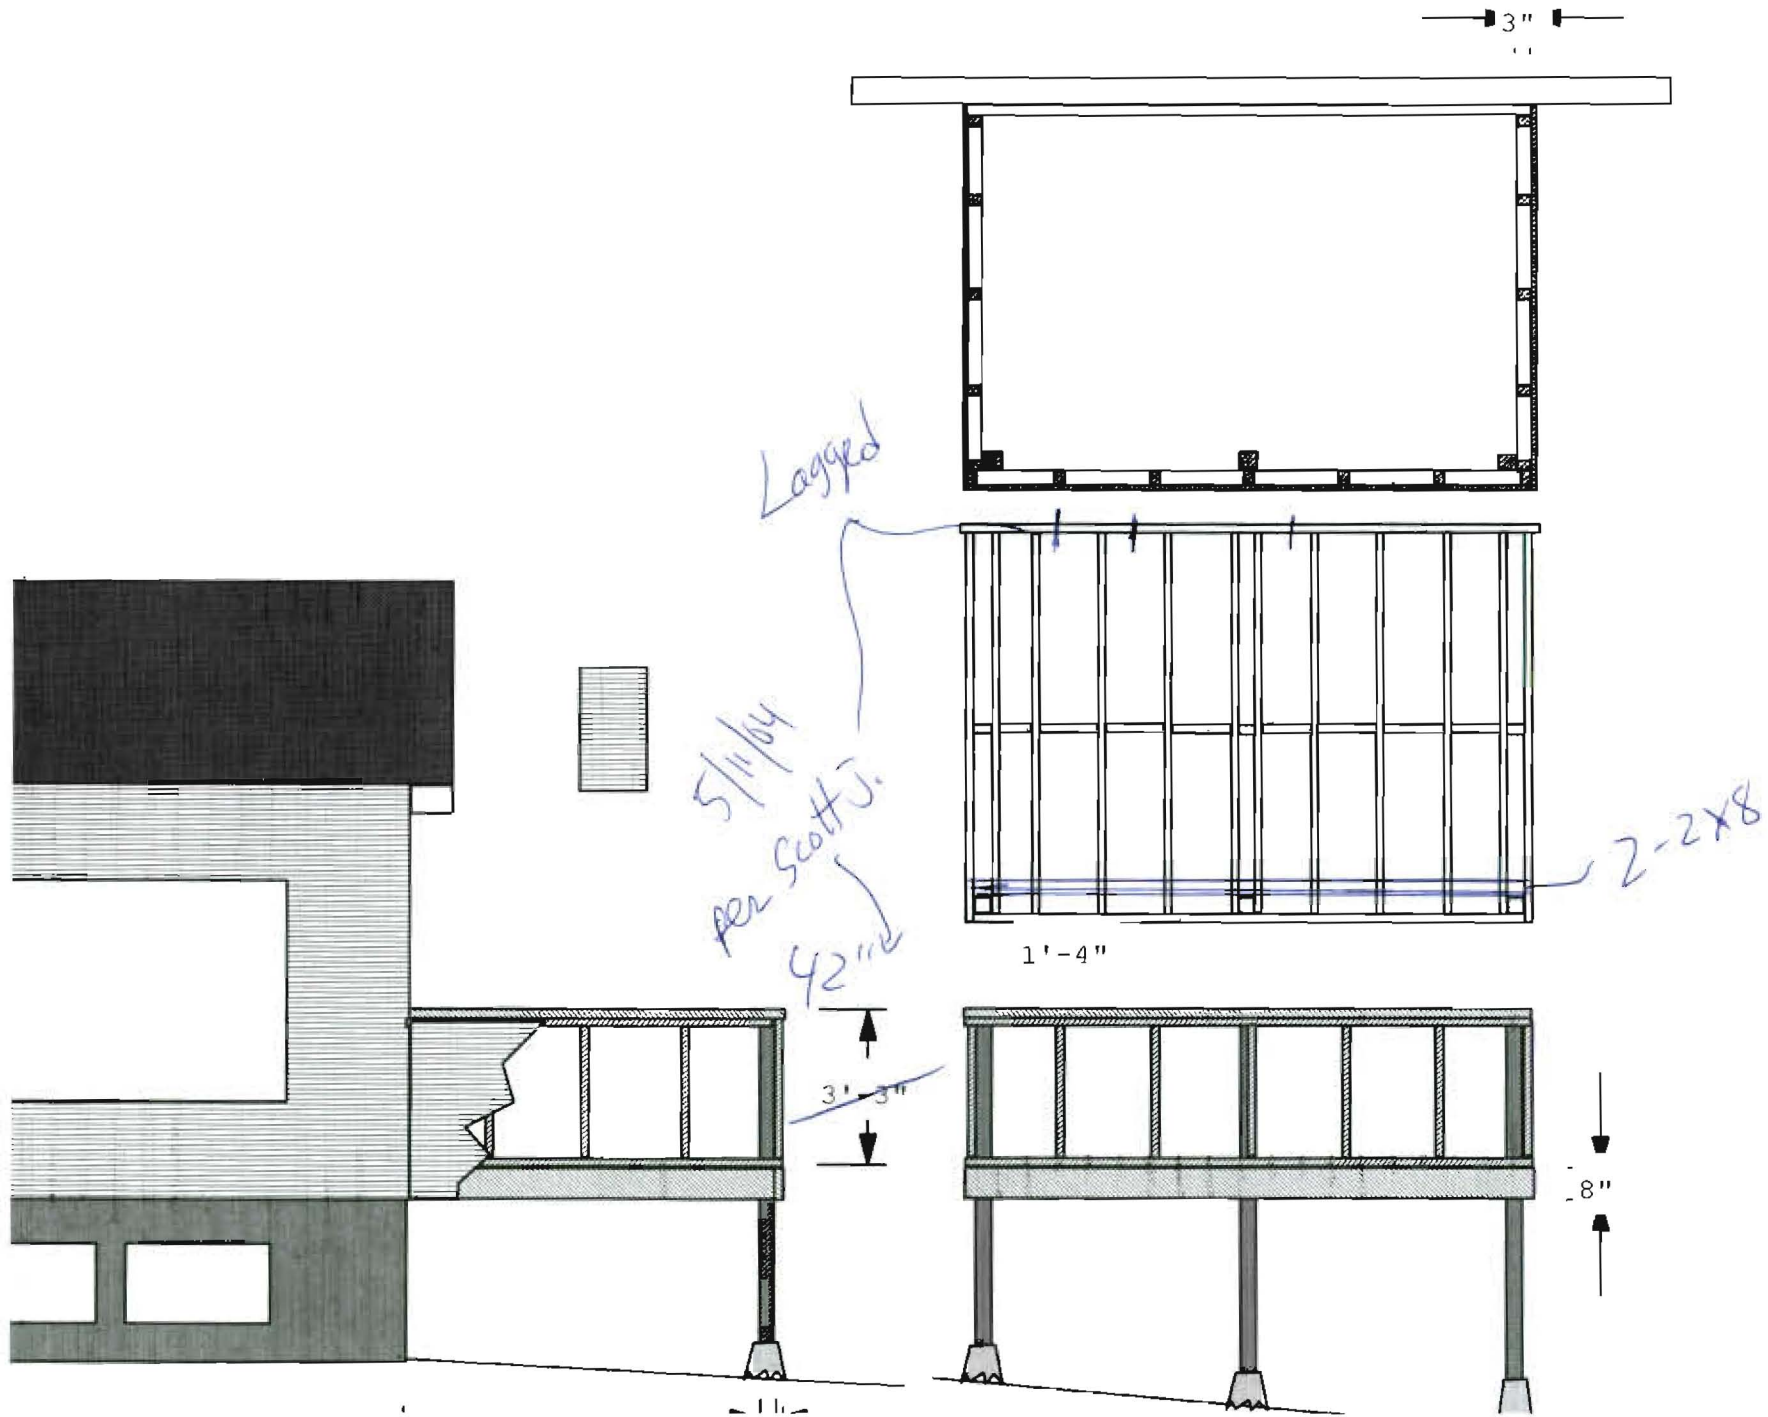 3"
Lagged
5/11/04
per Scott J.
42"
2-2x8
1'-4"
3'-3"
8"